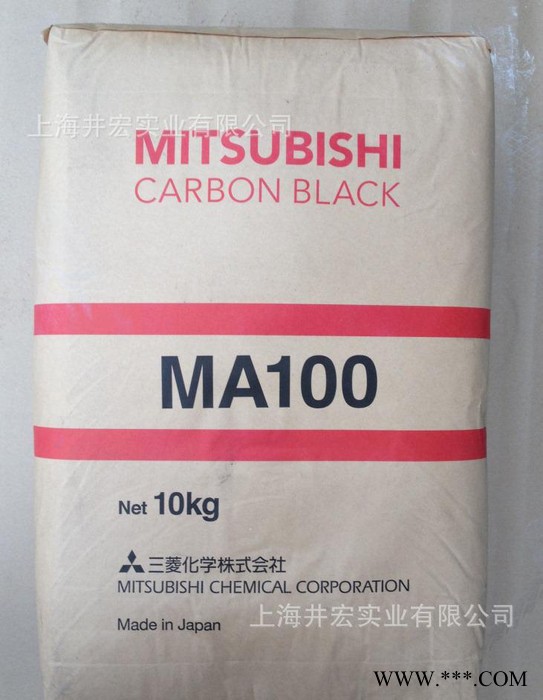 上海井宏实业有限公司
MITSUBISHI
CARBON BLACK
MA100
Net 10kg
三菱化学株式会社
MITSUBISHI CHEMICAL CORPORATION
上海井宏实业有限公司
Made in Japan
WWW.***.COM